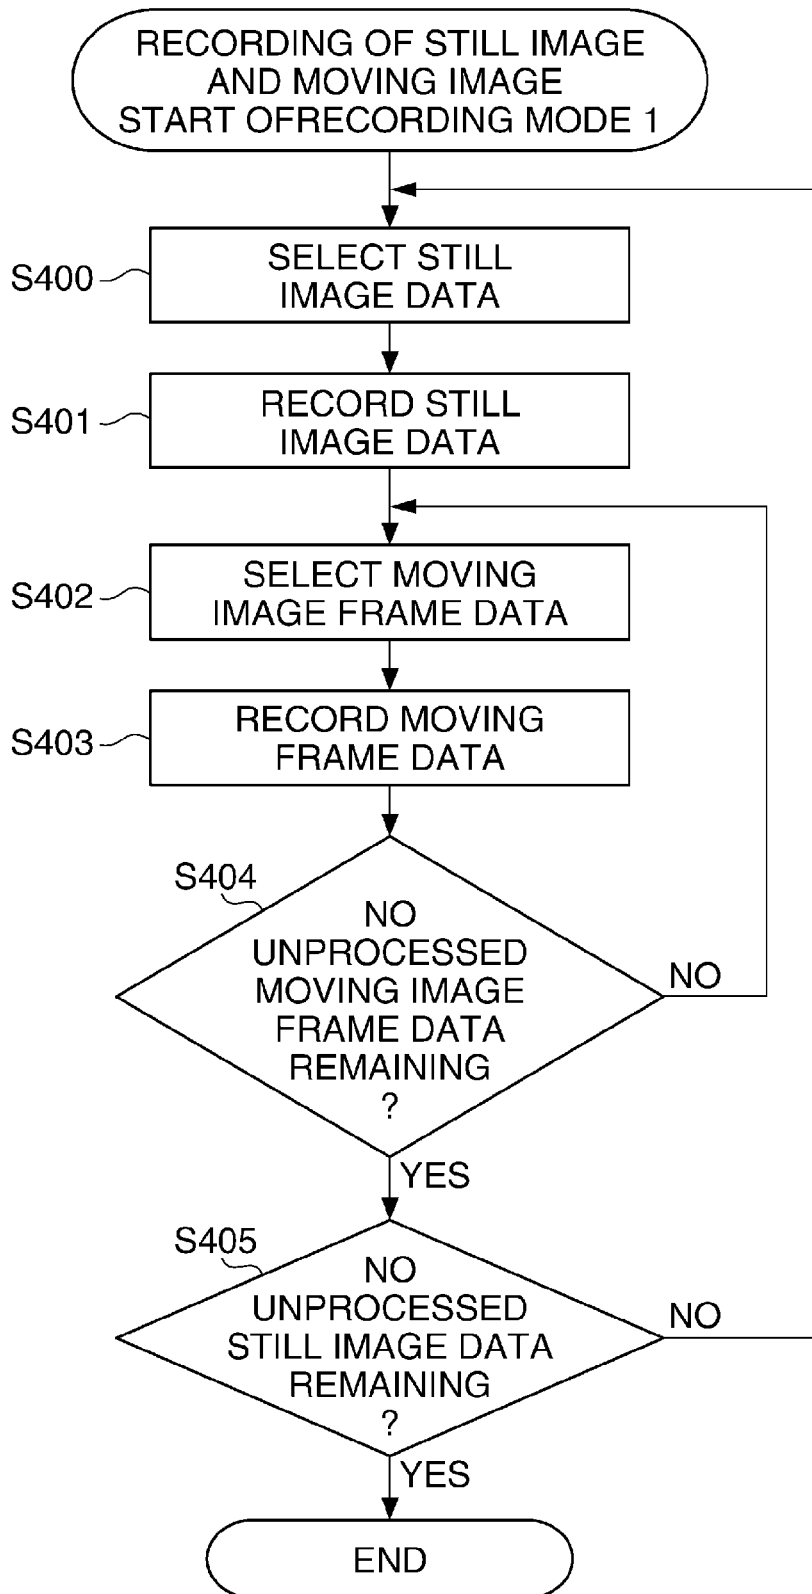 RECORDING OF STILL IMAGE
AND MOVING IMAGE
START OFRECORDING MODE 1
S400
SELECT STILL
IMAGE DATA
S401
RECORD STILL
IMAGE DATA
S402
SELECT MOVING
IMAGE FRAME DATA
S403
RECORD MOVING
FRAME DATA
S404
NO
UNPROCESSED
MOVING IMAGE
FRAME DATA
REMAINING
?
NO
YES
S405
NO
UNPROCESSED
STILL IMAGE DATA
REMAINING
?
NO
YES
END